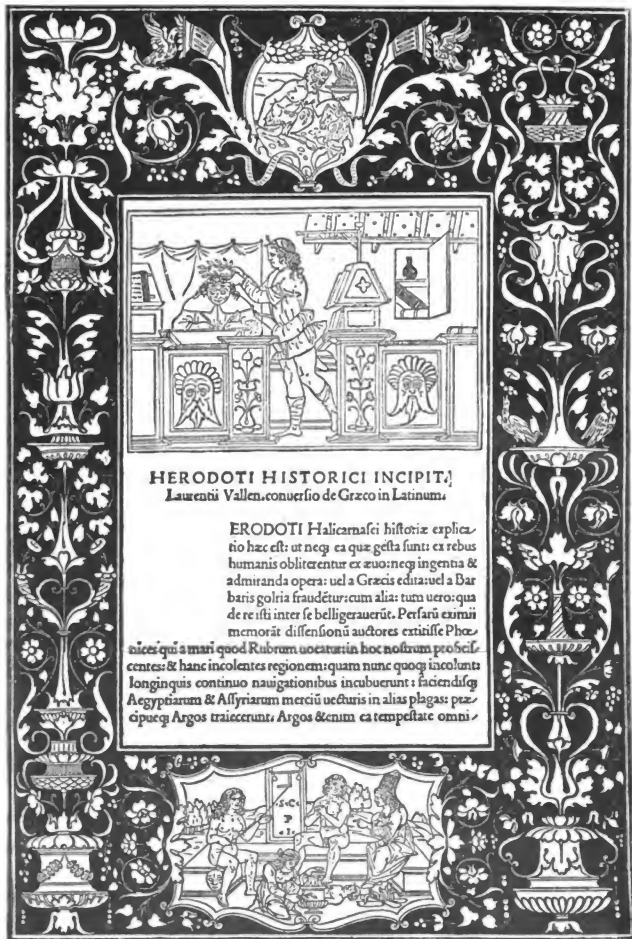 HERODOTI HISTORICI INCIPIT.
Laurentii Vallen.conuersio de Græco in Latinum.
ERODOTI Halicarnasei historiæ explica-
tio hæc est: ut neq; ea quæ gesta sunt: ex rebus
humanis obliterentur ex æuo: neq; ingentia &
admiranda opera: uel a Græcis edita: uel a Bar
baris golria fraudētur: cum alia: tum uero: qua
de re isti inter se belligerauerūt. Persarū eximii
memorāt dissensionū auctores extitisse Phœ-
nices qui a mari quod Rubrum uocatur: in hoc nostrum proficis
centes: & hanc incolentes regionem: quam nunc quoq; incolunt:
longinquis continuo nauigationibus incubuerunt: faciendisq;
Aegyptiarum & Assyriarum merciū uecturis in alias plagas: præ-
cipueq; Argos traiecerunt. Argos & enim ea tempestate omni-